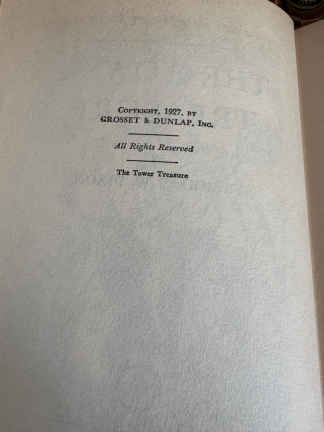 COPYRIGHT, 1927, BY
GROSSET & DUNLAP, INC.
All Rights Reserved
The Tower Treasure